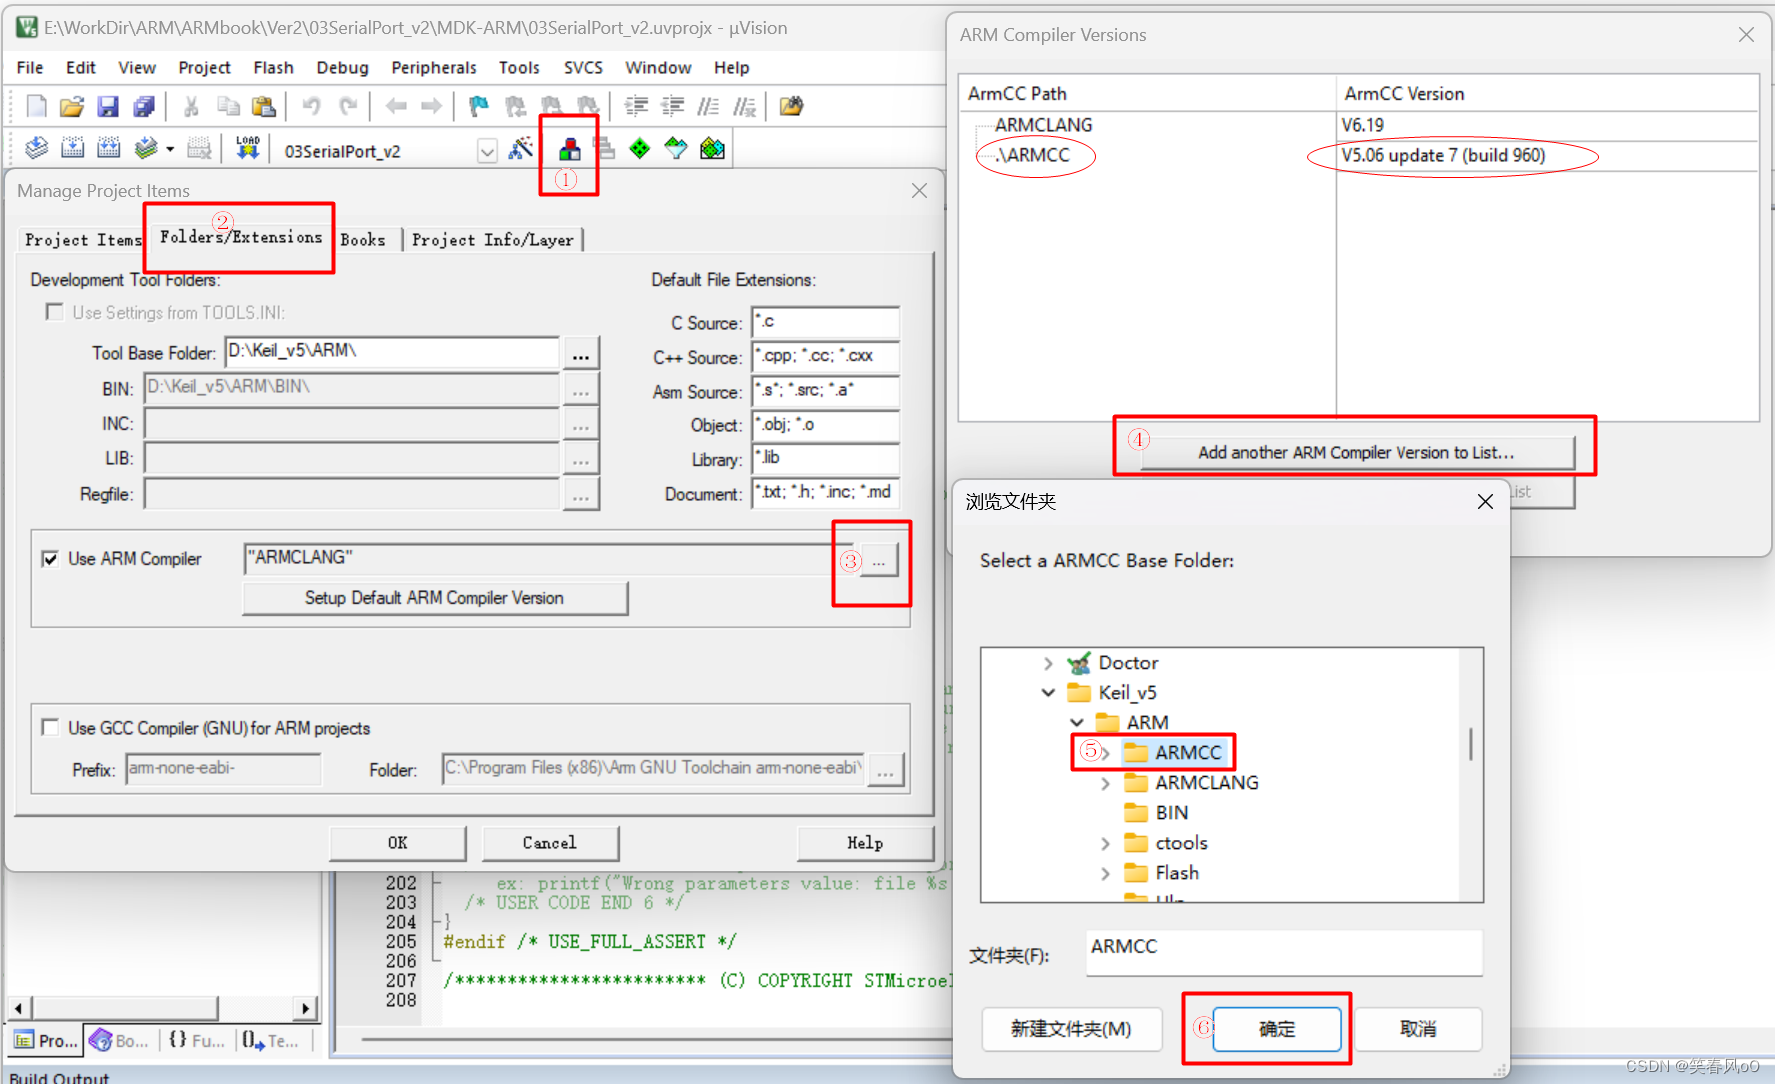 E:\WorkDir\ARM\ARMbook\Ver2\03SerialPort_v2\MDK-ARM\03SerialPort_v2.uvprojx - µVision
File Edit View Project Flash Debug Peripherals Tools SVCS Window Help
LOAD
03SerialPort_v2
①
Manage Project Items
②
Project Items Folders/Extensions Books Project Info/Layer
Development Tool Folders:
Use Settings from TOOLS.INI:
Tool Base Folder: D:\Keil_v5\ARM\ ...
BIN: D:\Keil_v5\ARM\BIN\ ...
INC: ...
LIB: ...
Regfile: ...
Default File Extensions:
C Source: *.c
C++ Source: *.cpp; *.cc; *.cxx
Asm Source: *.s*; *.src; *.a*
Object: *.obj; *.o
Library: *.lib
Document: *.txt; *.h; *.inc; *.md
Use ARM Compiler "ARMCLANG" ③ ...
Setup Default ARM Compiler Version
Use GCC Compiler (GNU) for ARM projects
Prefix: arm-none-eabi- Folder: C:\Program Files (x86)\Arm GNU Toolchain arm-none-eabi\ ...
OK Cancel Help
202 ex: printf("Wrong parameters value: file %s
203 /* USER CODE END 6 */
204 }
205 #endif /* USE_FULL_ASSERT */
206
207 /************************ (C) COPYRIGHT STMicroel
208
Pro... Bo... {} Fu... Te...
Build Output
ARM Compiler Versions
ArmCC Path ArmCC Version
ARMCLANG V6.19
.\ARMCC V5.06 update 7 (build 960)
④ Add another ARM Compiler Version to List...
List
浏览文件夹
Select a ARMCC Base Folder:
Doctor
Keil_v5
ARM
⑤ ARMCC
ARMCLANG
BIN
ctools
Flash
文件夹(F): ARMCC
新建文件夹(M) ⑥ 确定 取消
CSDN @笑春风oO